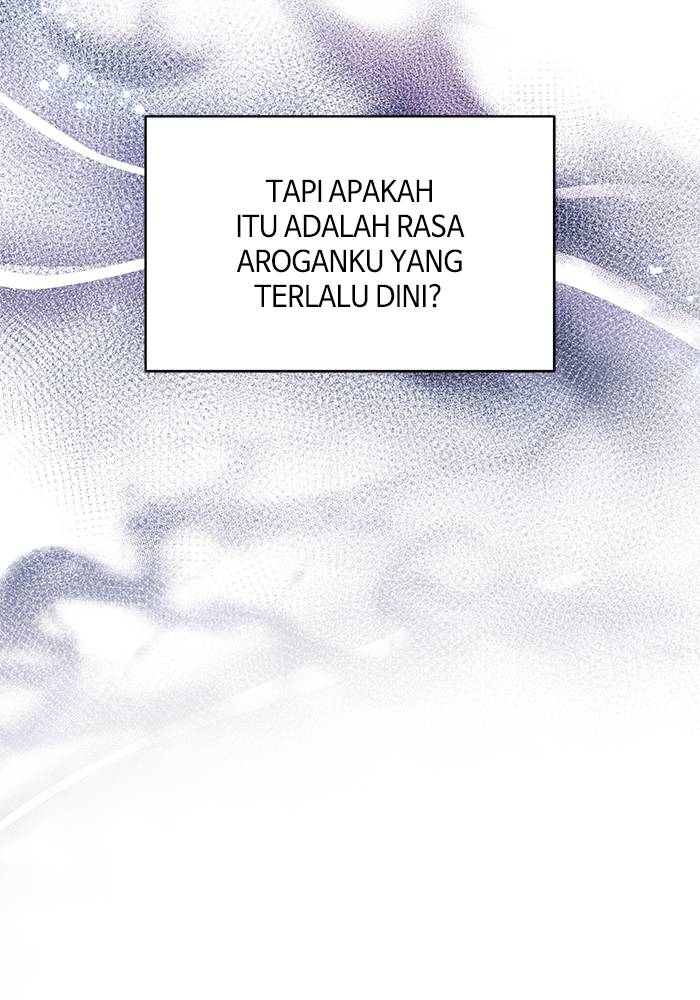 TAPI APAKAH
ITU ADALAH RASA
AROGANKU YANG
TERLALU DINI?